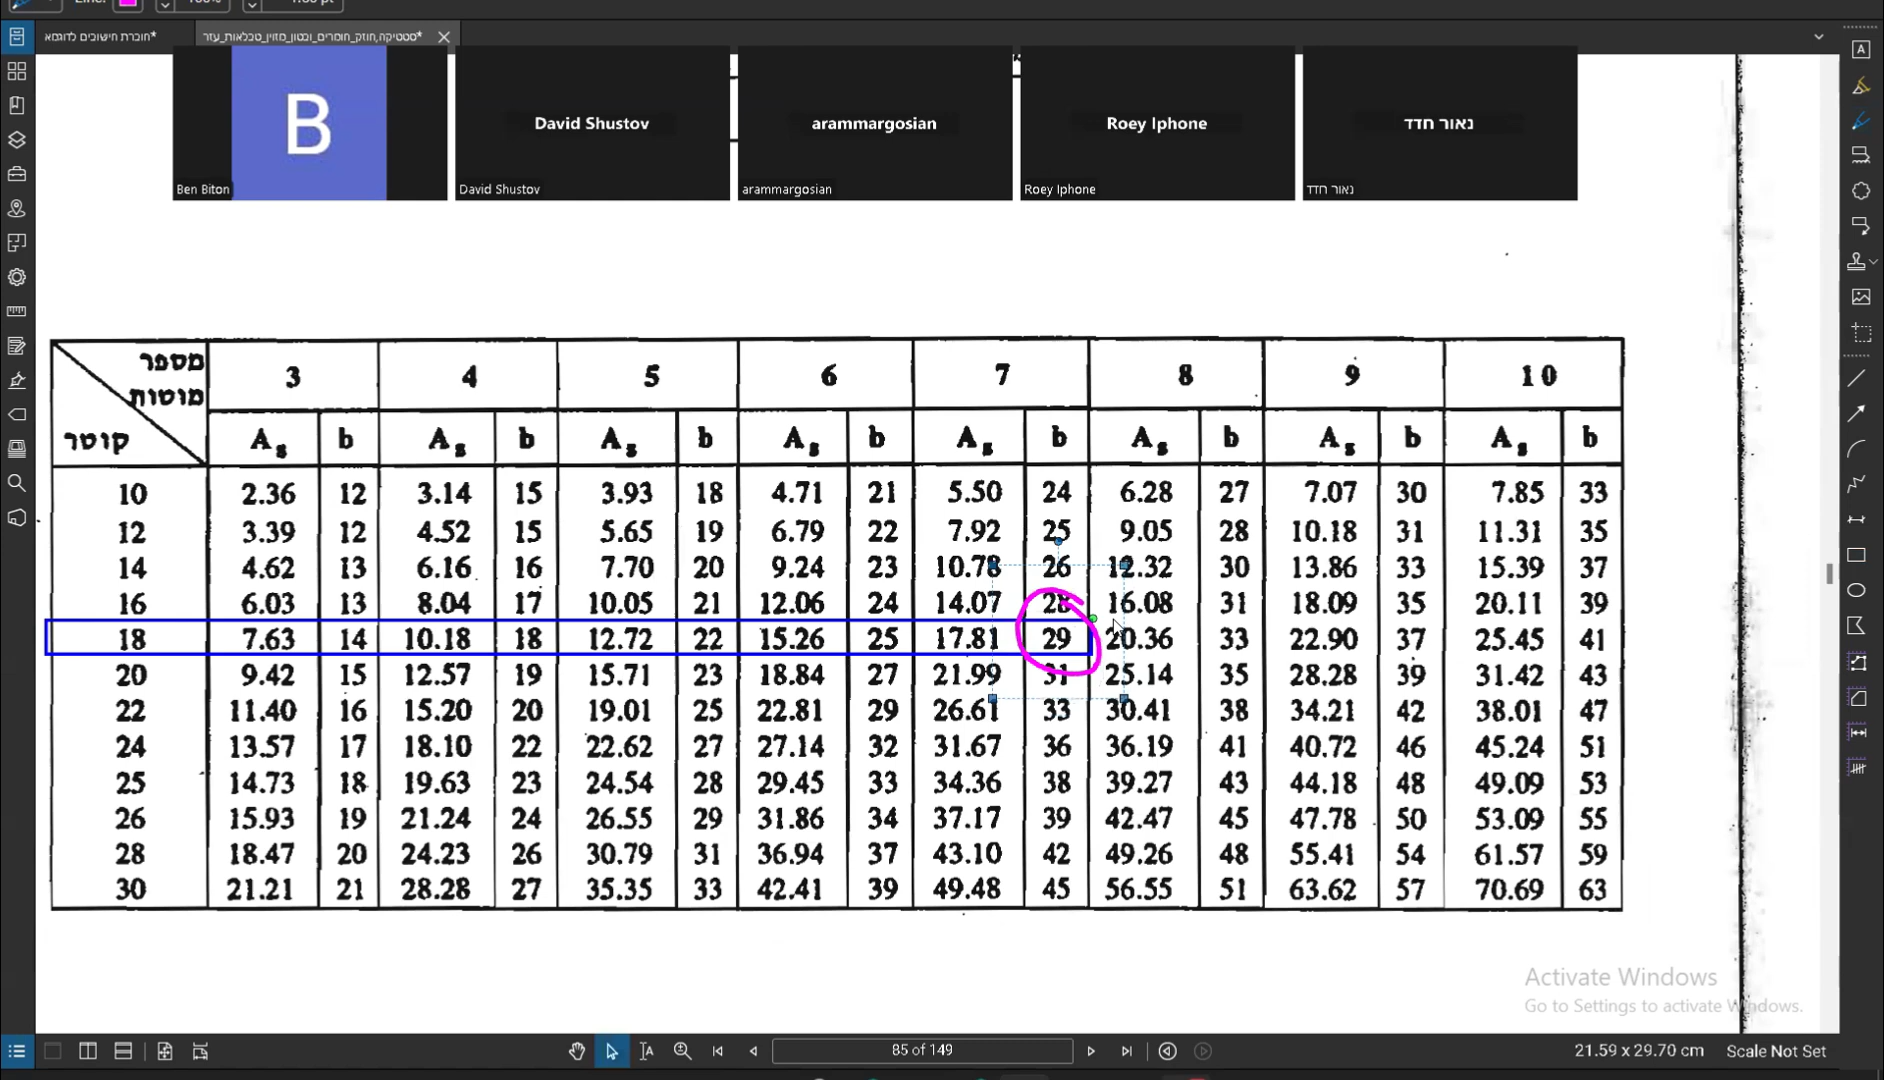 Line:
100%
1.00 pt
חוברת חישובים לדוגמא*
סטטיקה,חוזק_חומרים_ובטון_מזוין_טבלאות_עזר*
B
Ben Biton
David Shustov
David Shustov
arammargosian
arammargosian
Roey Iphone
Roey Iphone
נאור חדד
נאור חדד
מספר מוטות 3 4 5 6 7 8 9 10
קוטר As b As b As b As b As b As b As b As b
10 2.36 12 3.14 15 3.93 18 4.71 21 5.50 24 6.28 27 7.07 30 7.85 33
12 3.39 12 4.52 15 5.65 19 6.79 22 7.92 25 9.05 28 10.18 31 11.31 35
14 4.62 13 6.16 16 7.70 20 9.24 23 10.78 26 12.32 30 13.86 33 15.39 37
16 6.03 13 8.04 17 10.05 21 12.06 24 14.07 28 16.08 31 18.09 35 20.11 39
18 7.63 14 10.18 18 12.72 22 15.26 25 17.81 29 20.36 33 22.90 37 25.45 41
20 9.42 15 12.57 19 15.71 23 18.84 27 21.99 31 25.14 35 28.28 39 31.42 43
22 11.40 16 15.20 20 19.01 25 22.81 29 26.61 33 30.41 38 34.21 42 38.01 47
24 13.57 17 18.10 22 22.62 27 27.14 32 31.67 36 36.19 41 40.72 46 45.24 51
25 14.73 18 19.63 23 24.54 28 29.45 33 34.36 38 39.27 43 44.18 48 49.09 53
26 15.93 19 21.24 24 26.55 29 31.86 34 37.17 39 42.47 45 47.78 50 53.09 55
28 18.47 20 24.23 26 30.79 31 36.94 37 43.10 42 49.26 48 55.41 54 61.57 59
30 21.21 21 28.28 27 35.35 33 42.41 39 49.48 45 56.55 51 63.62 57 70.69 63
Activate Windows
Go to Settings to activate Windows.
85 of 149
21.59 x 29.70 cm
Scale Not Set